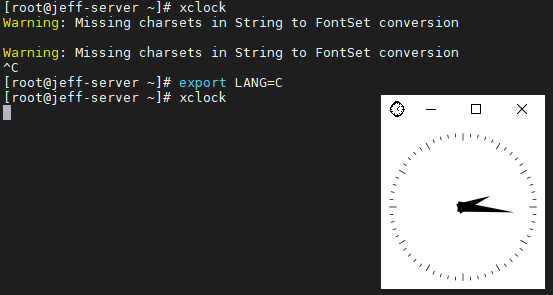 [root@jeff-server ~]# xclock
Warning: Missing charsets in String to FontSet conversion
Warning: Missing charsets in String to FontSet conversion
^C
[root@jeff-server ~]# export LANG=C
[root@jeff-server ~]# xclock